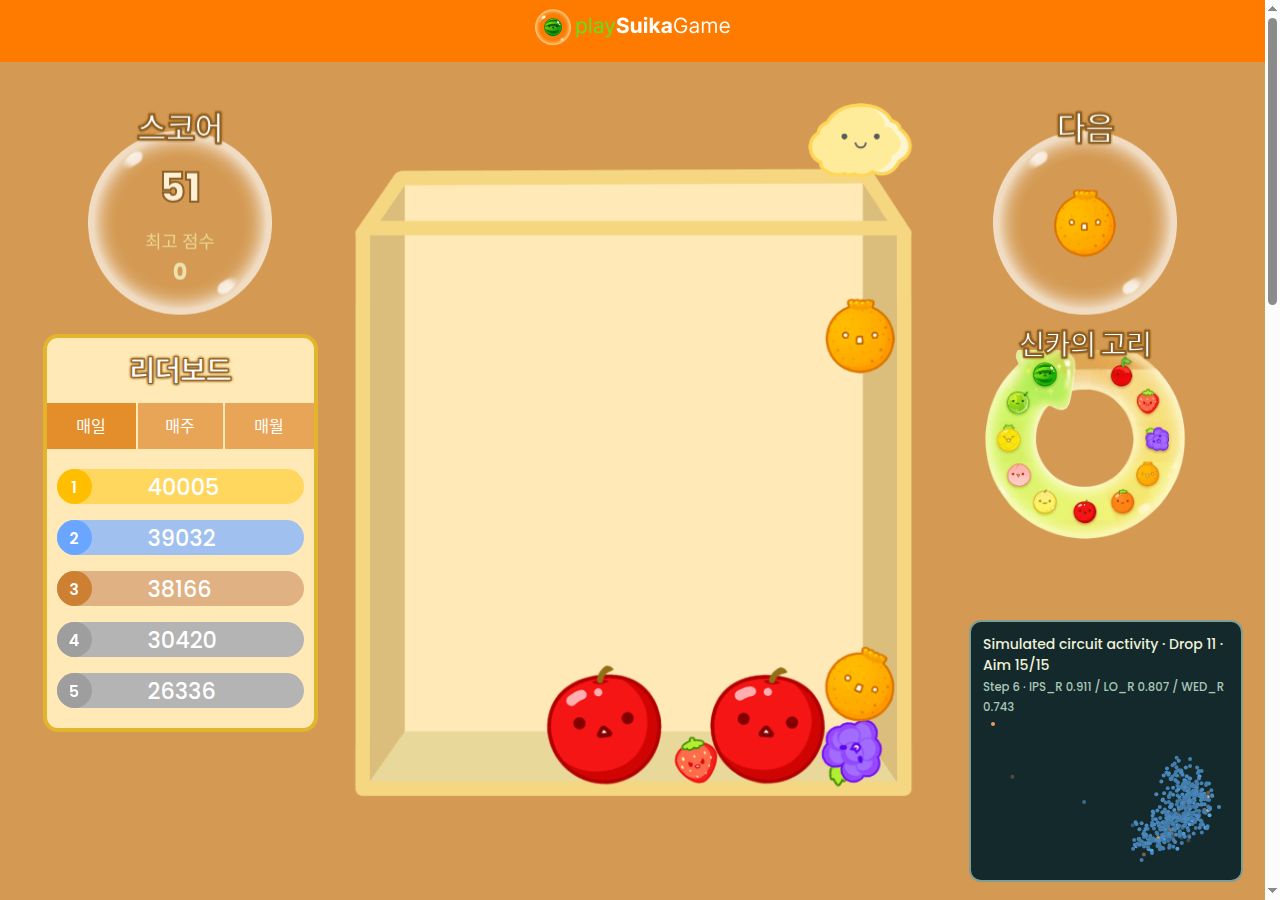 playSuikaGame
스코어
51
최고 점수
0
다음
신카의 고리
리더보드
매일 매주 매월
1 40005
2 39032
3 38166
4 30420
5 26336
Simulated circuit activity · Drop 11 ·
Aim 15/15
Step 6 · IPS_R 0.911 / LO_R 0.807 / WED_R
0.743